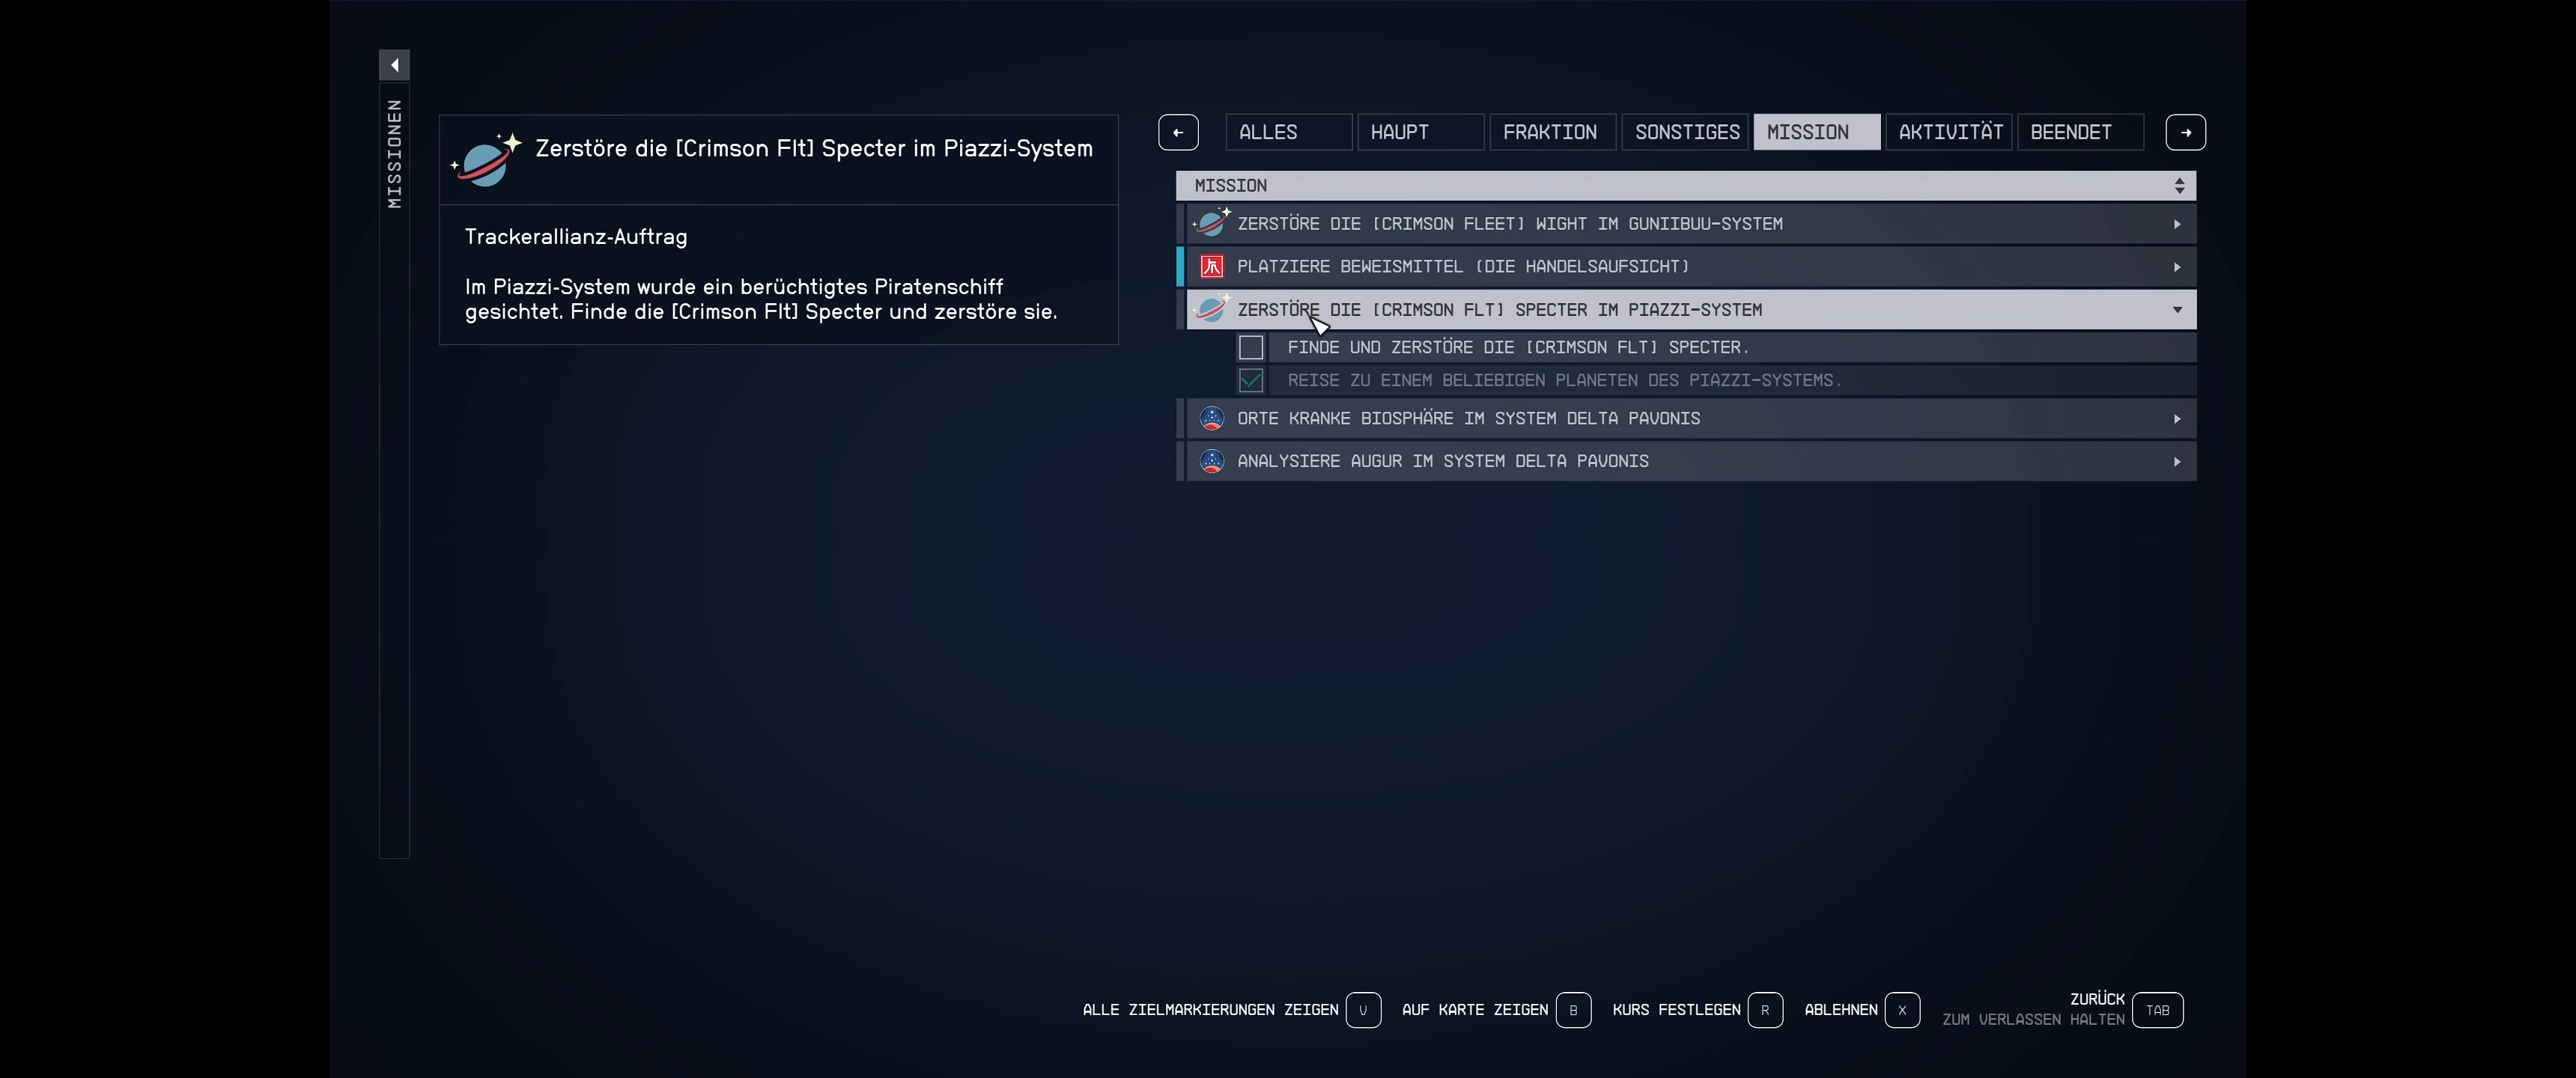 MISSIONEN
Zerstöre die [Crimson Flt] Specter im Piazzi-System
Trackerallianz-Auftrag
Im Piazzi-System wurde ein berüchtigtes Piratenschiff
gesichtet. Finde die [Crimson Flt] Specter und zerstöre sie.
ALLES HAUPT FRAKTION SONSTIGES MISSION AKTIVITÄT BEENDET
MISSION
ZERSTÖRE DIE [CRIMSON FLEET] WIGHT IM GUNIIBUU-SYSTEM
PLATZIERE BEWEISMITTEL (DIE HANDELSAUFSICHT)
ZERSTÖRE DIE [CRIMSON FLT] SPECTER IM PIAZZI-SYSTEM
FINDE UND ZERSTÖRE DIE [CRIMSON FLT] SPECTER.
REISE ZU EINEM BELIEBIGEN PLANETEN DES PIAZZI-SYSTEMS.
ORTE KRANKE BIOSPHÄRE IM SYSTEM DELTA PAVONIS
ANALYSIERE AUGUR IM SYSTEM DELTA PAVONIS
ALLE ZIELMARKIERUNGEN ZEIGEN V AUF KARTE ZEIGEN B KURS FESTLEGEN R ABLEHNEN X ZURÜCK TAB
ZUM VERLASSEN HALTEN